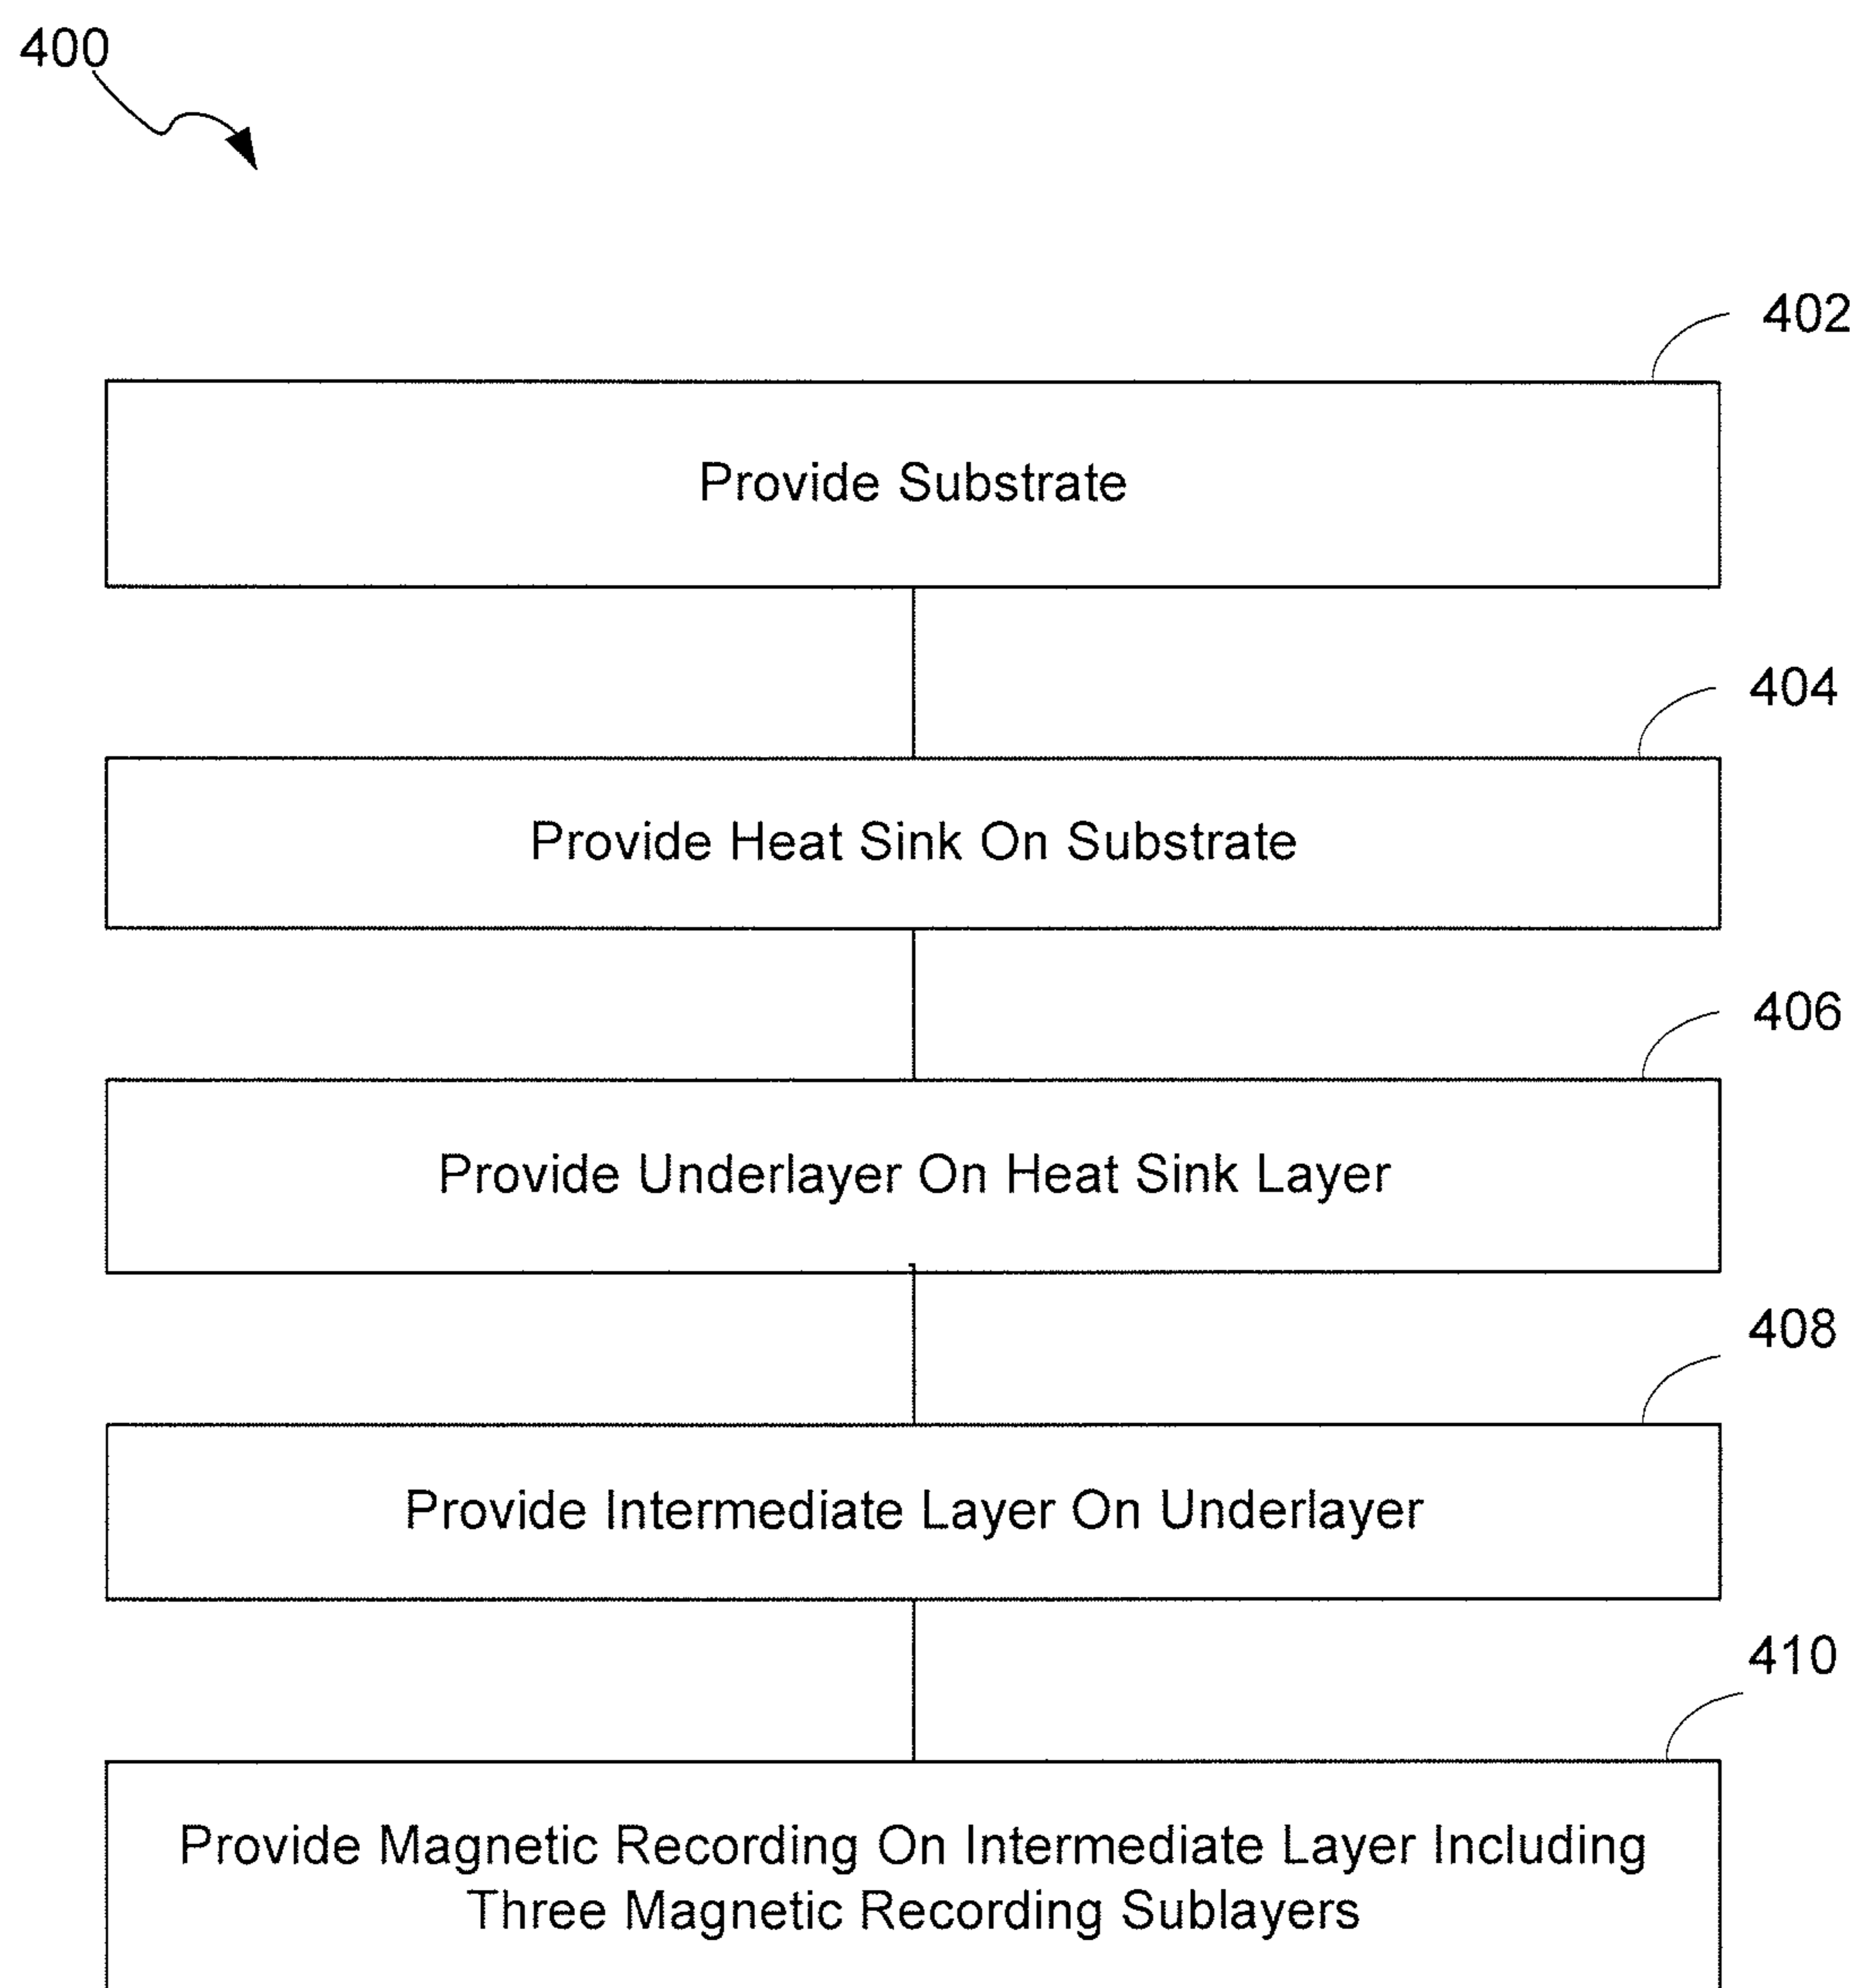 400
402
Provide Substrate
404
Provide Heat Sink On Substrate
406
Provide Underlayer On Heat Sink Layer
408
Provide Intermediate Layer On Underlayer
410
Provide Magnetic Recording On Intermediate Layer Including
Three Magnetic Recording Sublayers